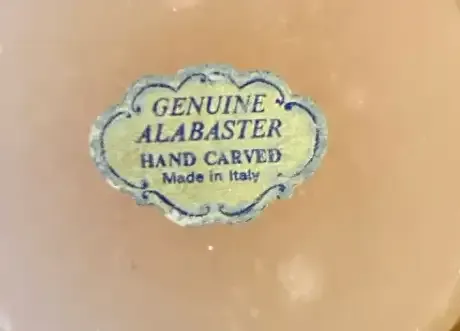 GENUINE
ALABASTER
HAND CARVED
Made in Italy